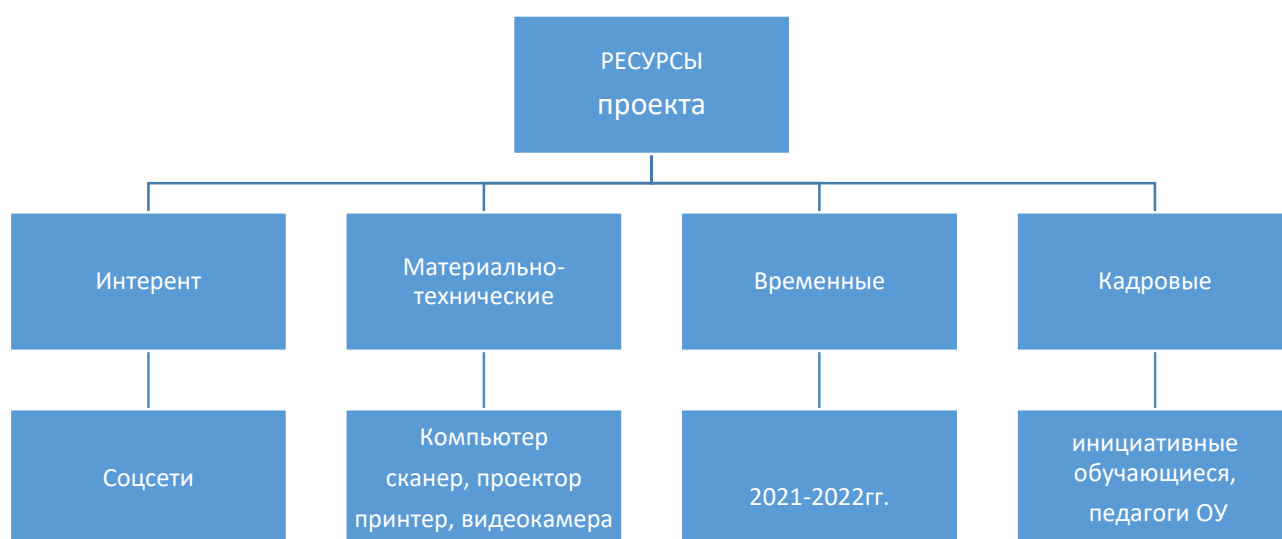 РЕСУРСЫ
проекта
Интерент
Материально-
технические
Временные
Кадровые
Соцсети
Компьютер
сканер, проектор
принтер, видеокамера
2021-2022гг.
инициативные
обучающиеся,
педагоги ОУ